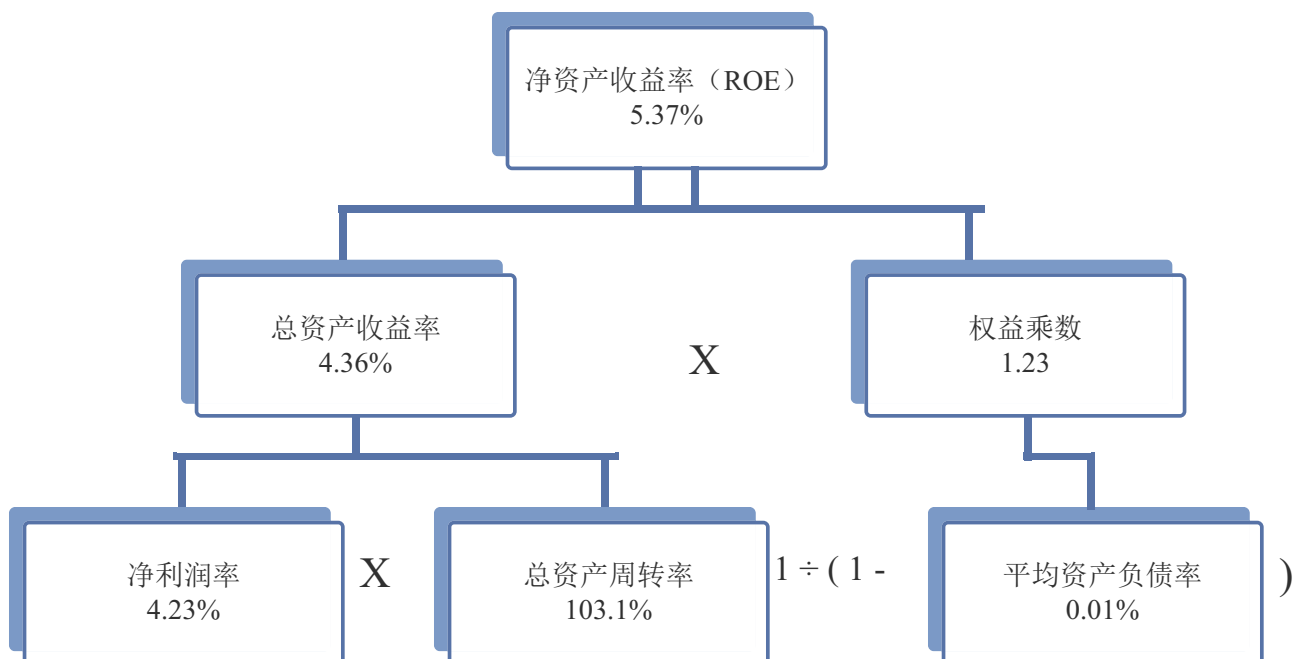 净资产收益率（ROE）
5.37%
总资产收益率
4.36%
X
权益乘数
1.23
净利润率
4.23%
X
总资产周转率
103.1%
1 ÷ ( 1 -
平均资产负债率
0.01%
)